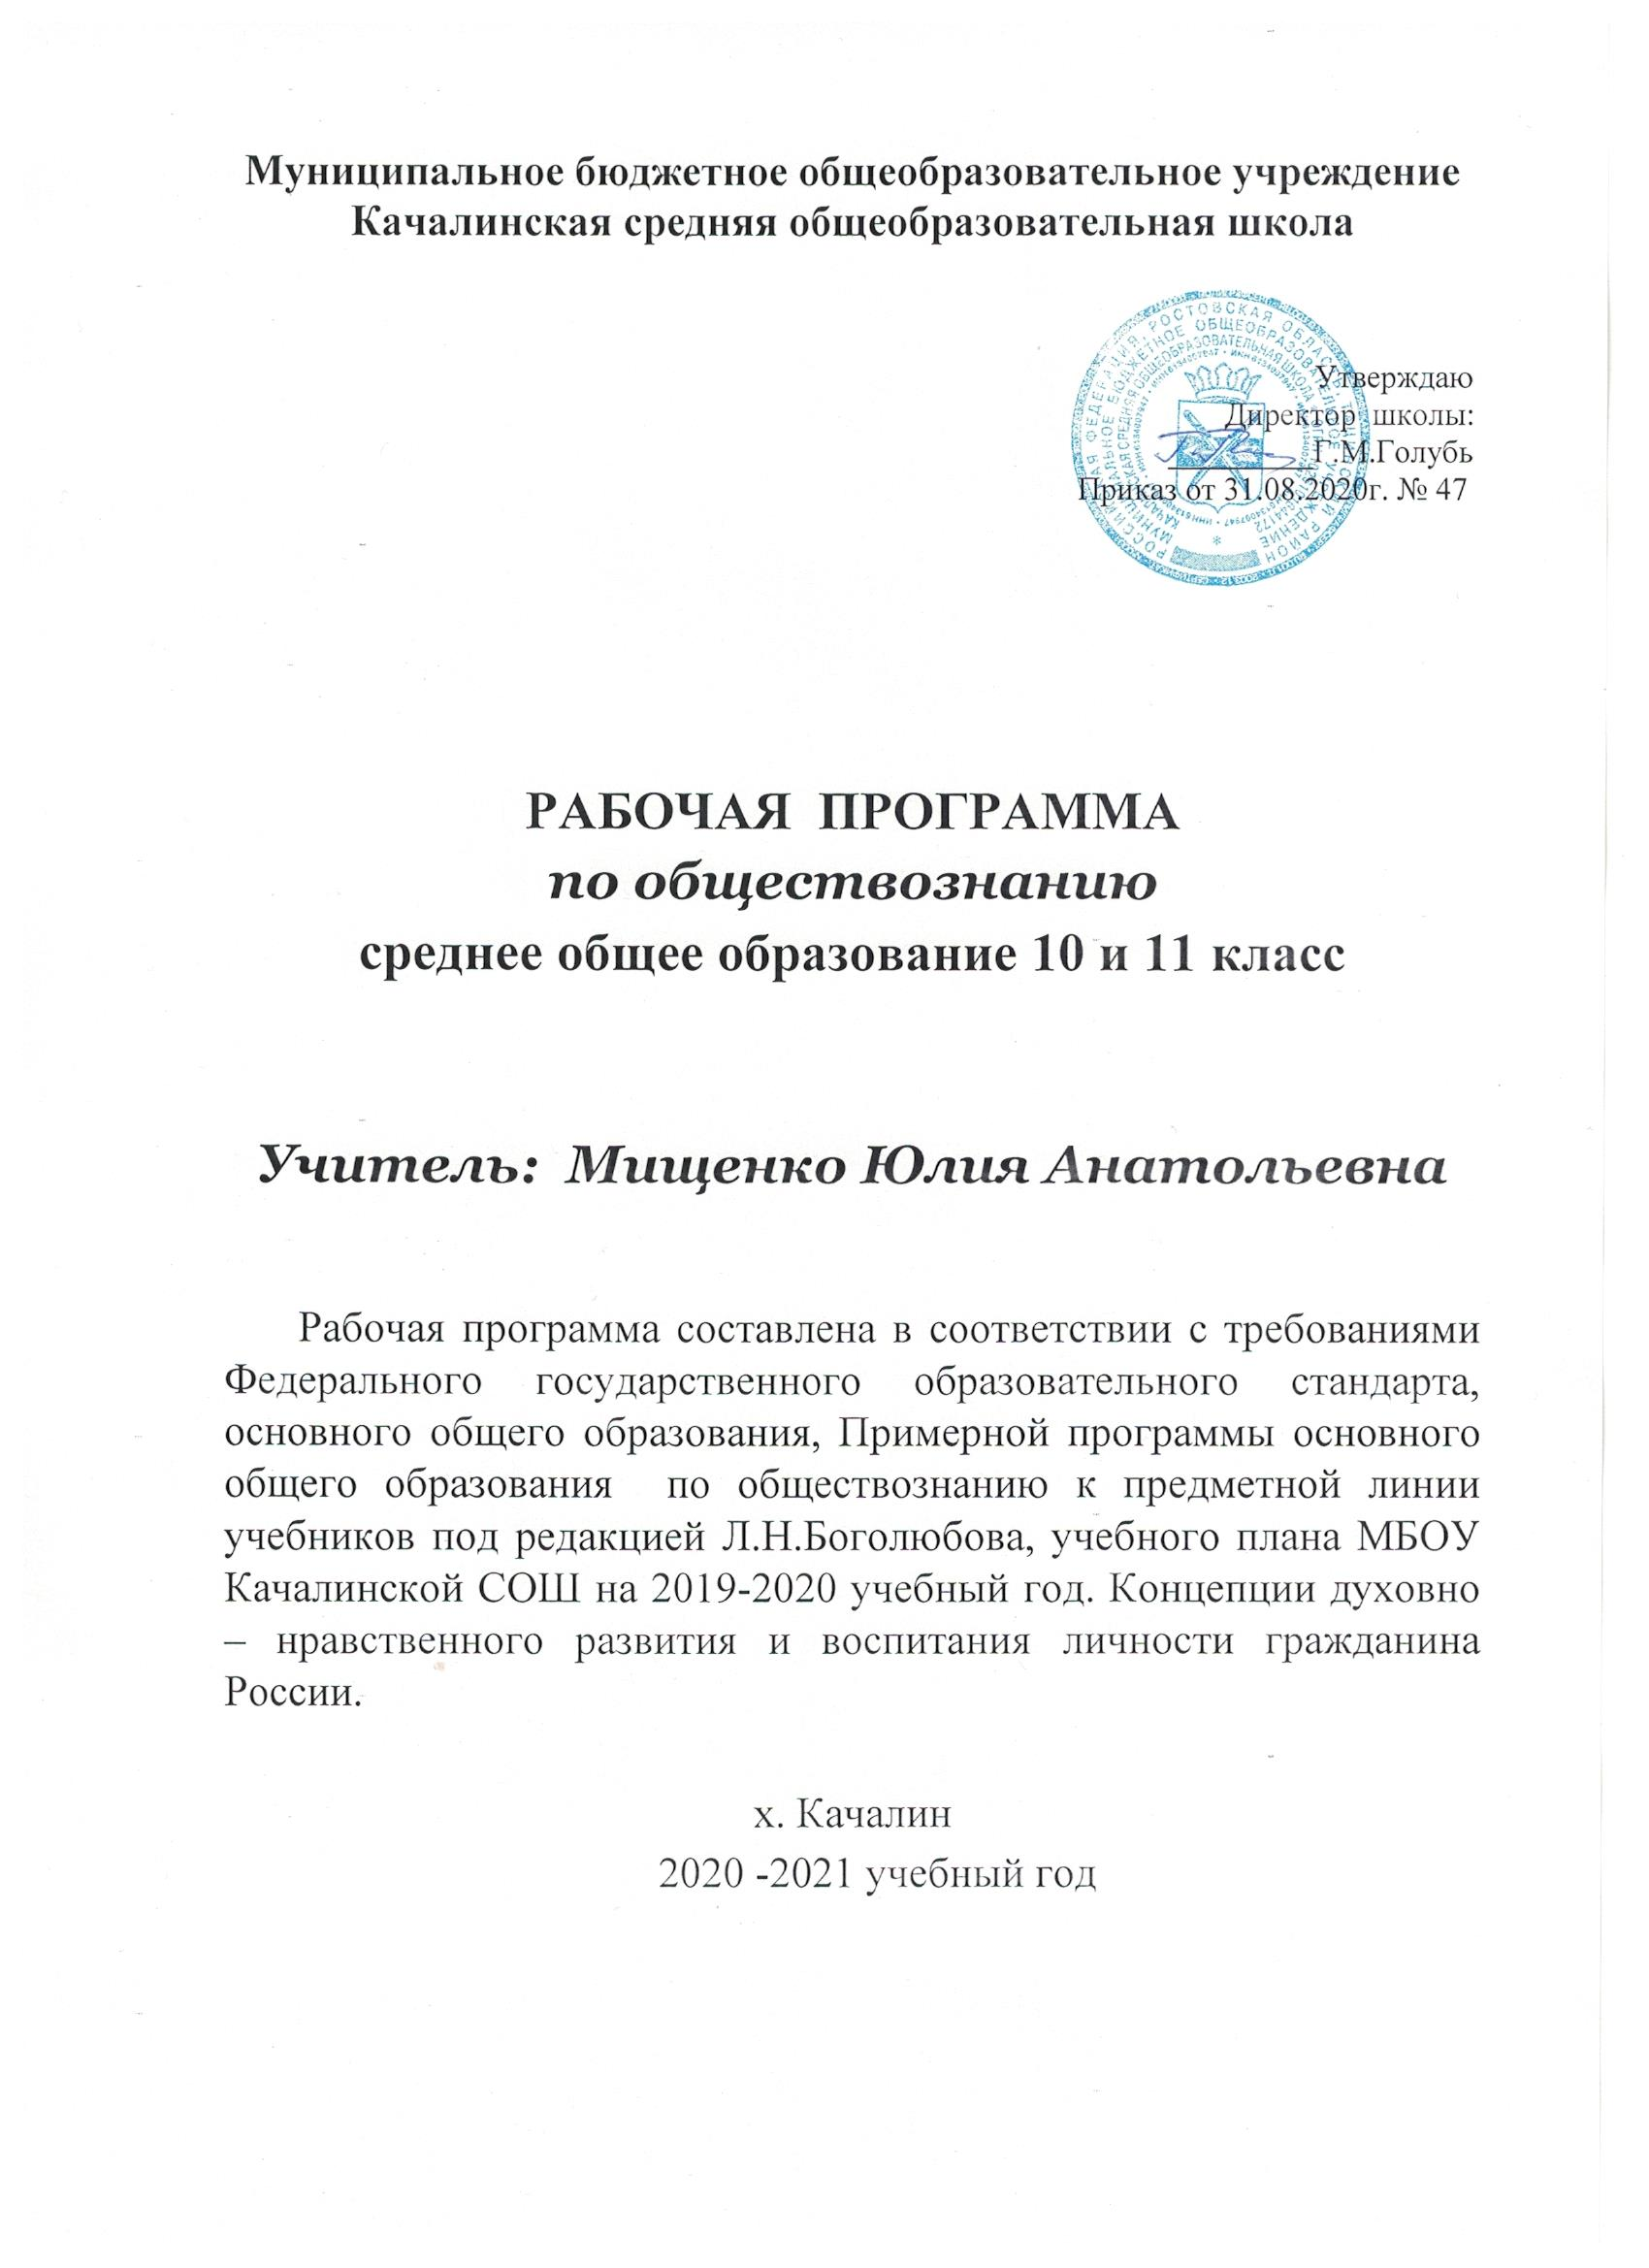 Муниципальное бюджетное общеобразовательное учреждение
Качалинская средняя общеобразовательная школа
Утверждаю
Директор школы:
Г.М.Голубь
Приказ от 31.08.2020г. № 47
РАБОЧАЯ ПРОГРАММА
по обществознанию
среднее общее образование 10 и 11 класс
Учитель: Мищенко Юлия Анатольевна
Рабочая программа составлена в соответствии с требованиями
Федерального государственного образовательного стандарта,
основного общего образования, Примерной программы основного
общего образования по обществознанию к предметной линии
учебников под редакцией Л.Н.Боголюбова, учебного плана МБОУ
Качалинской СОШ на 2019-2020 учебный год. Концепции духовно
– нравственного развития и воспитания личности гражданина
России.
х. Качалин
2020 -2021 учебный год